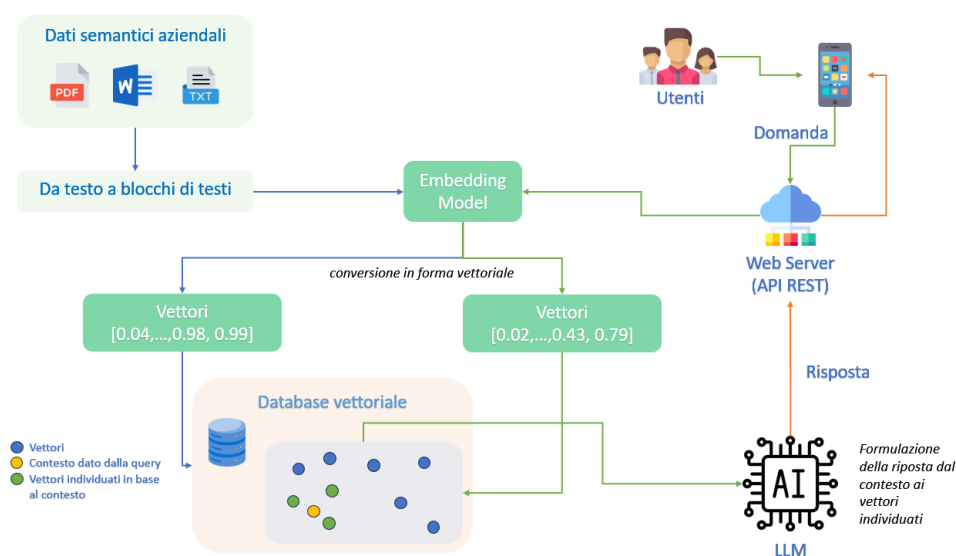 Dati semantici aziendali
PDF
W
TXT
Da testo a blocchi di testi
Utenti
Domanda
Embedding
Model
Web Server
(API REST)
conversione in forma vettoriale
Vettori
[0.04,...,0.98, 0.99]
Vettori
[0.02,...,0.43, 0.79]
Risposta
Database vettoriale
Vettori
Contesto dato dalla query
Vettori individuati in base
al contesto
AI
LLM
Formulazione
della riposta dal
contesto ai
vettori
individuati